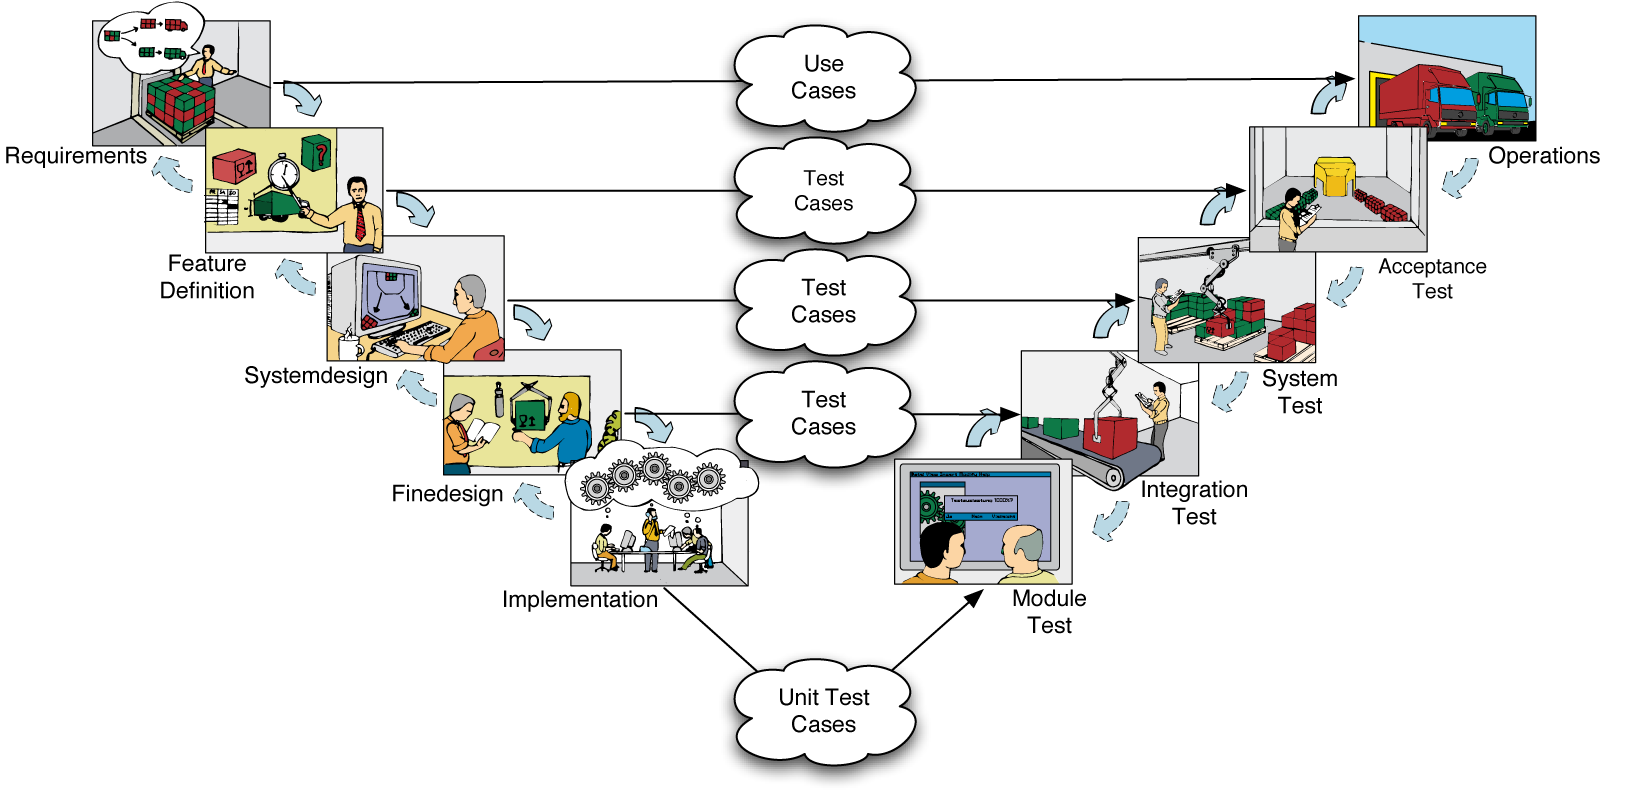 Use
Cases
Requirements
Operations
Test
Cases
Feature
Definition
Acceptance
Test
Test
Cases
Systemdesign
System
Test
Test
Cases
Finedesign
Integration
Test
Implementation
Module
Test
Unit Test
Cases